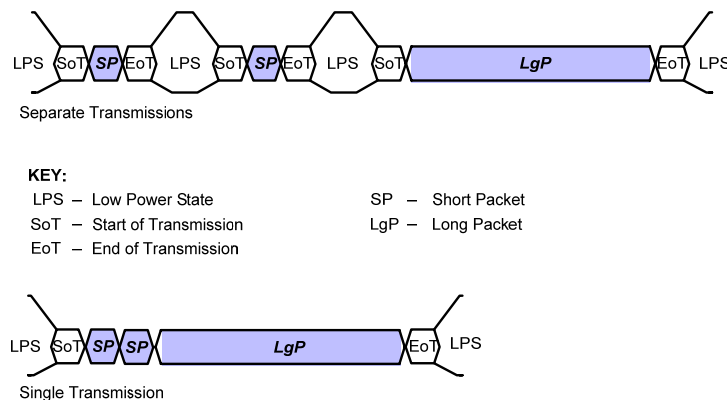 LPS SoT SP EoT LPS SoT SP EoT LPS SoT LgP EoT LPS
Separate Transmissions
KEY:
LPS – Low Power State SP – Short Packet
SoT – Start of Transmission LgP – Long Packet
EoT – End of Transmission
LPS SoT SP SP LgP EoT LPS
Single Transmission